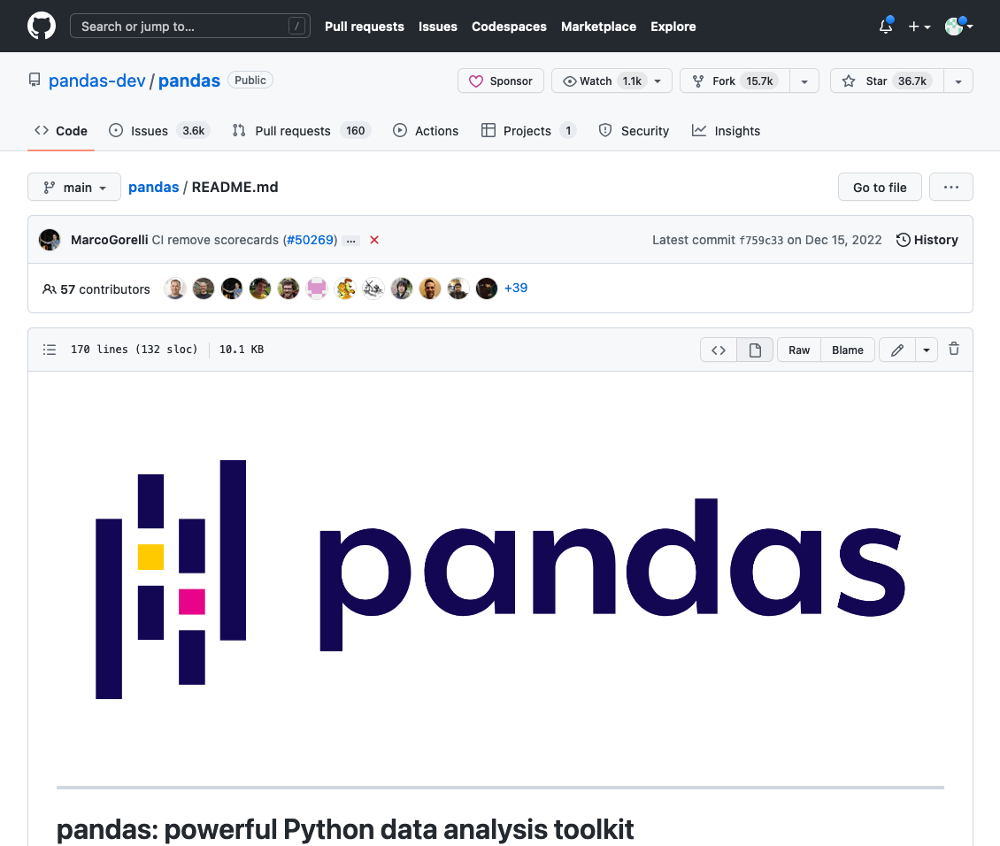 Search or jump to... /
Pull requests Issues Codespaces Marketplace Explore
pandas-dev / pandas Public
Sponsor Watch 1.1k Fork 15.7k Star 36.7k
Code Issues 3.6k Pull requests 160 Actions Projects 1 Security Insights
main pandas / README.md Go to file ...
MarcoGorelli CI remove scorecards (#50269) ... Latest commit f759c33 on Dec 15, 2022 History
57 contributors +39
170 lines (132 sloc) 10.1 KB Raw Blame
pandas
pandas: powerful Python data analysis toolkit